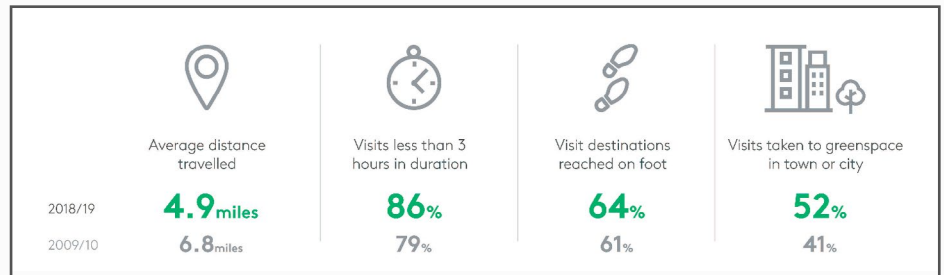 Average distance
travelled
Visits less than 3
hours in duration
Visit destinations
reached on foot
Visits taken to greenspace
in town or city
2018/19 4.9miles 86% 64% 52%
2009/10 6.8miles 79% 61% 41%